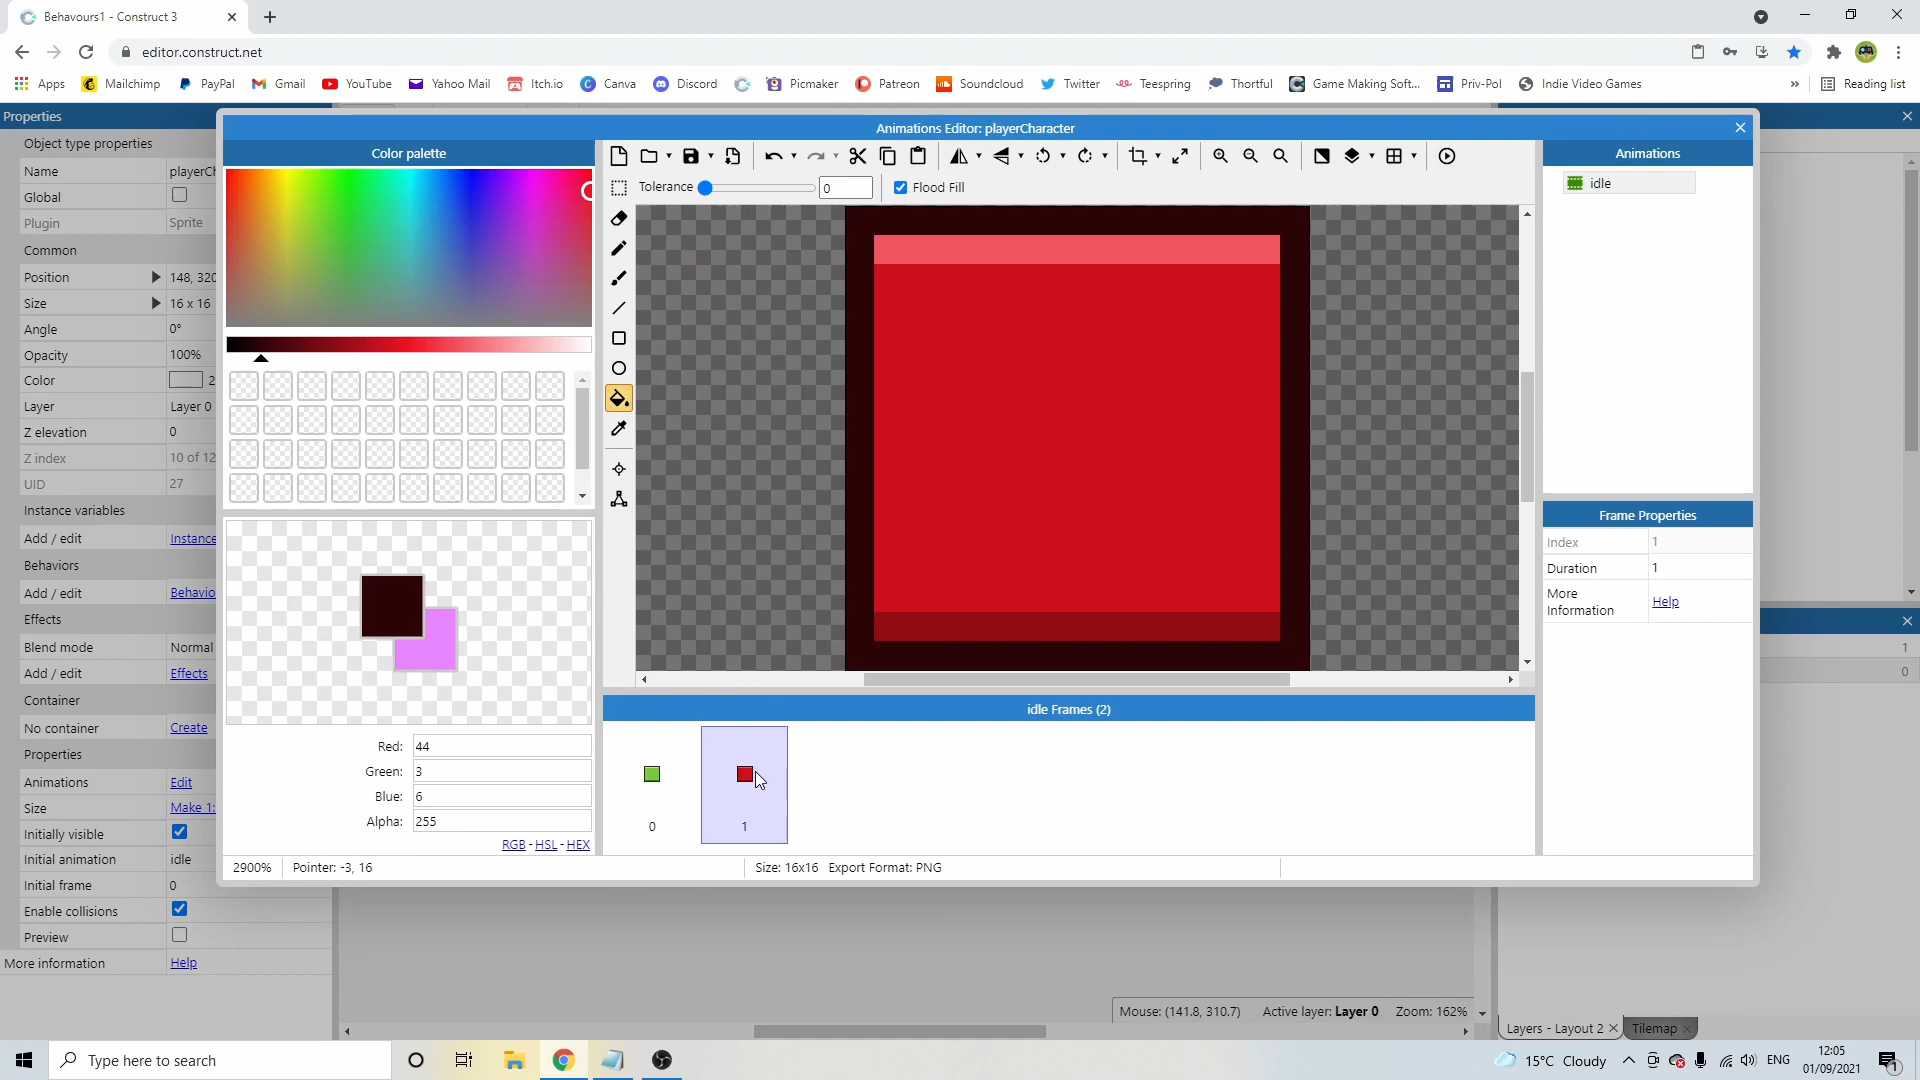 Behavours1 - Construct 3
editor.construct.net
Apps
Mailchimp
PayPal
Gmail
YouTube
Yahoo Mail
Itch.io
Canva
Discord
Picmaker
Patreon
Soundcloud
Twitter
Teespring
Thortful
Game Making Soft...
Priv-Pol
Indie Video Games
»
Reading list
Properties
Animations Editor: playerCharacter
Object type properties
Name
playerCh
Global
Plugin
Sprite
Common
Position
148, 320
Size
16 x 16
Angle
0°
Opacity
100%
Color
2
Layer
Layer 0
Z elevation
0
Z index
10 of 12
UID
27
Instance variables
Add / edit
Instance
Behaviors
Add / edit
Behavio
Effects
Blend mode
Normal
Add / edit
Effects
Container
No container
Create
Properties
Animations
Edit
Size
Make 1:
Initially visible
Initial animation
idle
Initial frame
0
Enable collisions
Preview
More information
Help
Color palette
Tolerance
0
Flood Fill
Red:
44
Green:
3
Blue:
6
Alpha:
255
RGB - HSL - HEX
idle Frames (2)
0
1
2900%
Pointer: -3, 16
Size: 16x16 Export Format: PNG
Animations
idle
Frame Properties
Index
1
Duration
1
More
Information
Help
1
0
Mouse: (141.8, 310.7)
Active layer: Layer 0
Zoom: 162%
Layers - Layout 2
Tilemap
Type here to search
15°C Cloudy
ENG
12:05
01/09/2021
1